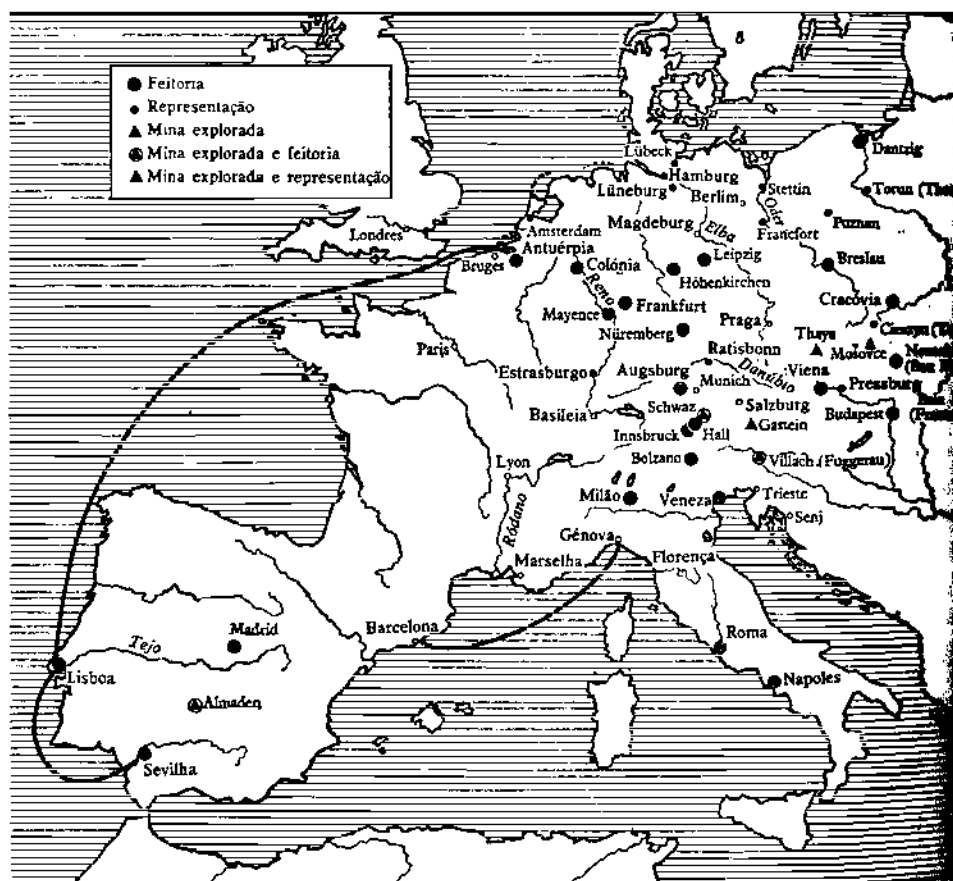 Feitoria
Representação
Mina explorada
Mina explorada e feitoria
Mina explorada e representação
Lübeck
Hamburg
Lüneburg
Berlim
Stettin
Oder
Dantzig
Torun
Magdeburg
Elba
Francfort
Poznan
Londres
Amsterdam
Antuérpia
Bruges
Colónia
Leipzig
Höhenkirchen
Breslau
Reno
Frankfurt
Mayence
Nüremberg
Praga
Cracóvia
Thaya
Molovce
Paris
Ratisbonn
Danúbio
Estrasburgo
Augsburg
Munich
Viena
Pressburg
Basileia
Schwaz
Salzburg
Gastein
Budapest
Innsbruck
Hall
Bolzano
Villach (Fuggerau)
Lyon
Milão
Veneza
Trieste
Senj
Ródano
Génova
Florença
Marselha
Barcelona
Madrid
Tejo
Roma
Lisboa
Almaden
Napoles
Sevilha